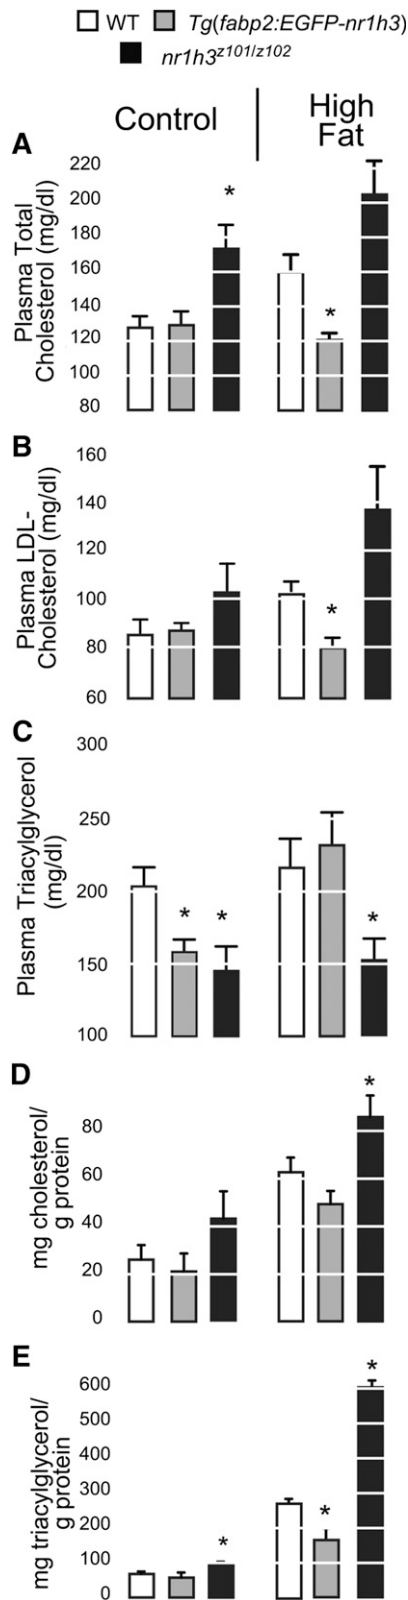 WT Tg(fabp2:EGFP-nr1h3)
nr1h3z101/z102
Control
High
Fat
A
Plasma Total
Cholesterol (mg/dl)
220
200
180
160
140
120
100
80
*
*
B
Plasma LDL-
Cholesterol (mg/dl)
160
140
120
100
80
60
*
C
Plasma Triacylglycerol
(mg/dl)
300
250
200
150
100
* *
*
D
mg cholesterol/
g protein
80
60
40
20
0
*
E
mg triacylglycerol/
g protein
600
500
400
300
200
100
0
*
*
*